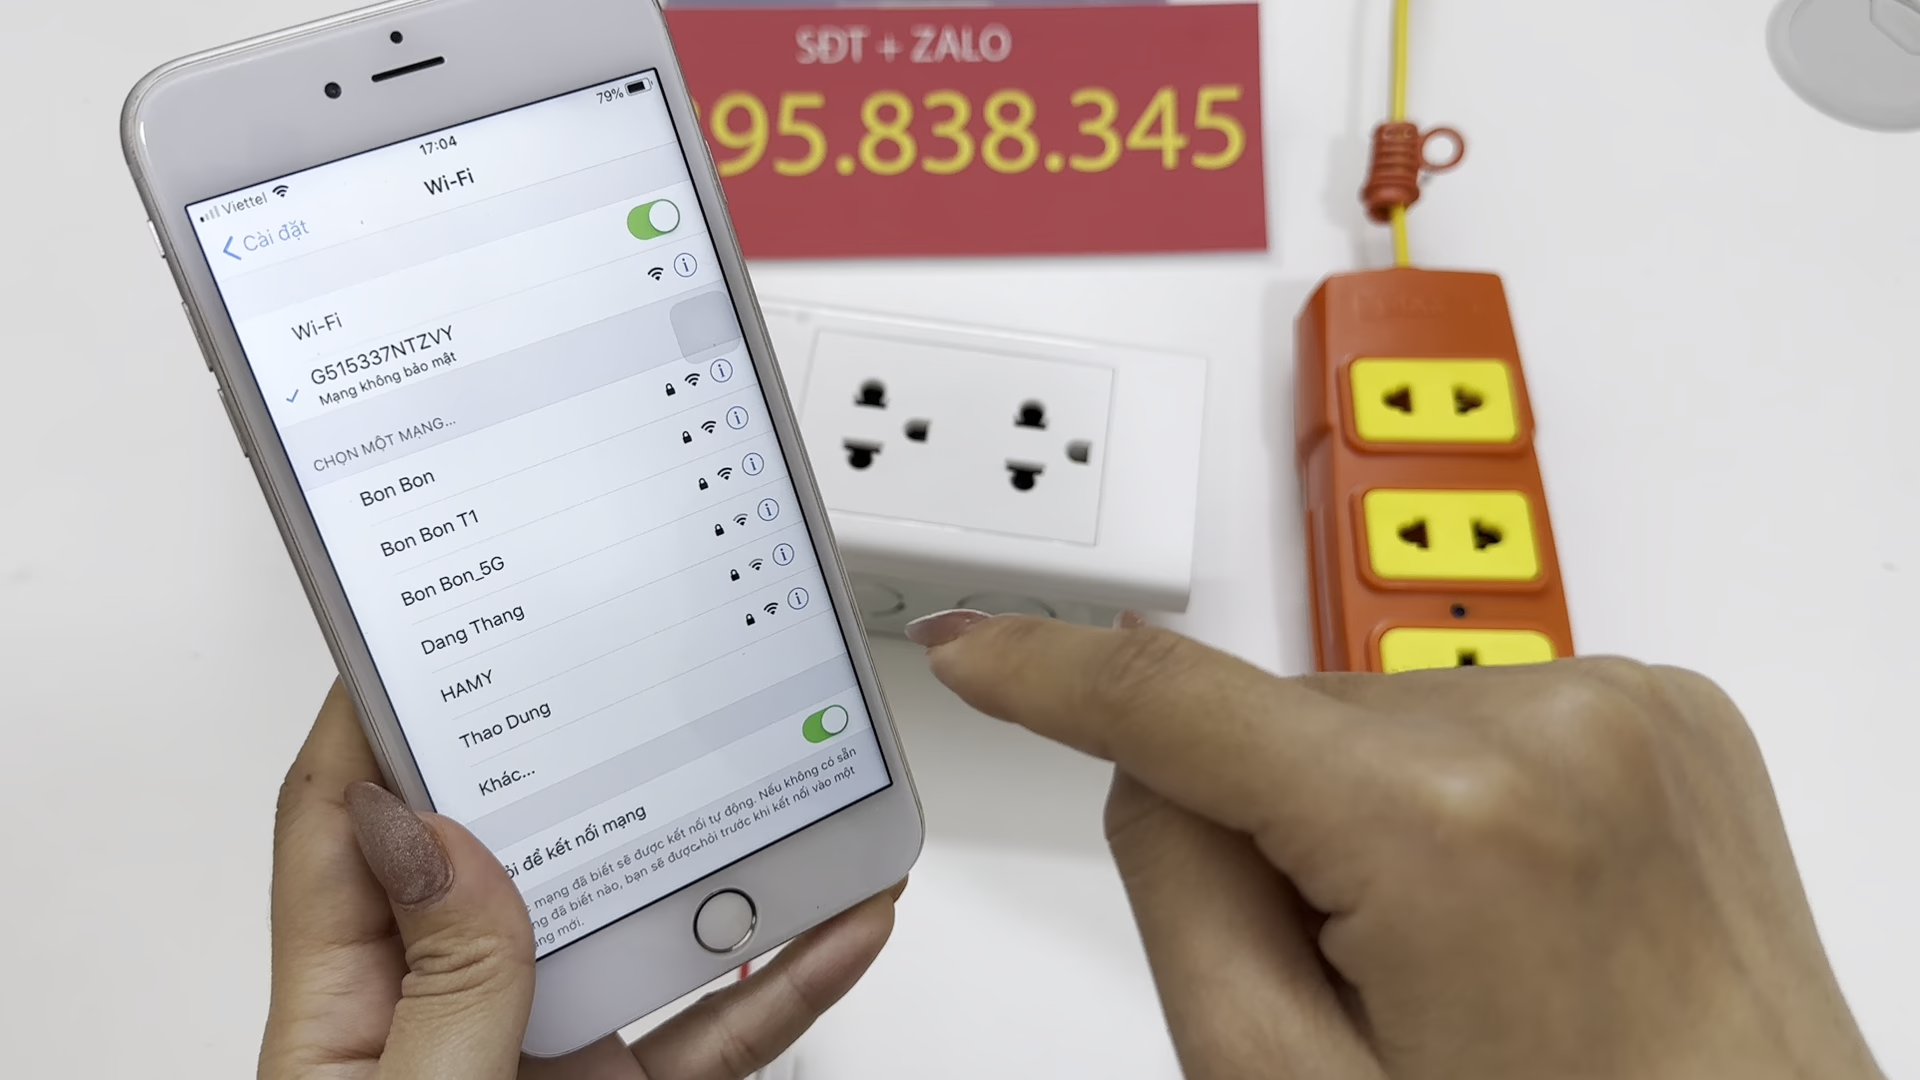 SĐT + ZALO
95.838.345
79%
17:04
Viettel
Cài đặt
Wi-Fi
Wi-Fi
G515337NTZVY
Mạng không bảo mật
CHỌN MỘT MẠNG...
Bon Bon
Bon Bon T1
Bon Bon_5G
Dang Thang
HAMY
Thao Dung
Khác...
để kết nối mạng
mạng đã biết sẽ được kết nối tự động. Nếu không có sẵn
đã biết nào, bạn sẽ được hỏi trước khi kết nối vào một
mới.